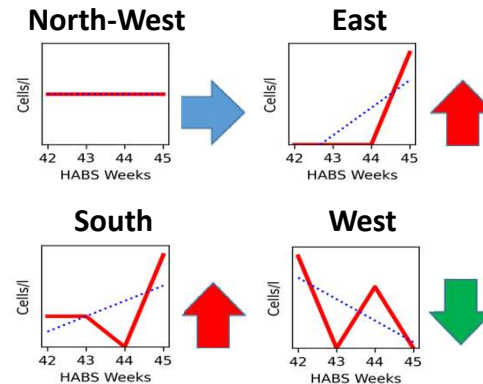 North-West
Cells/l
42 43 44 45
HABS Weeks
East
Cells/l
42 43 44 45
HABS Weeks
South
Cells/l
42 43 44 45
HABS Weeks
West
Cells/l
42 43 44 45
HABS Weeks